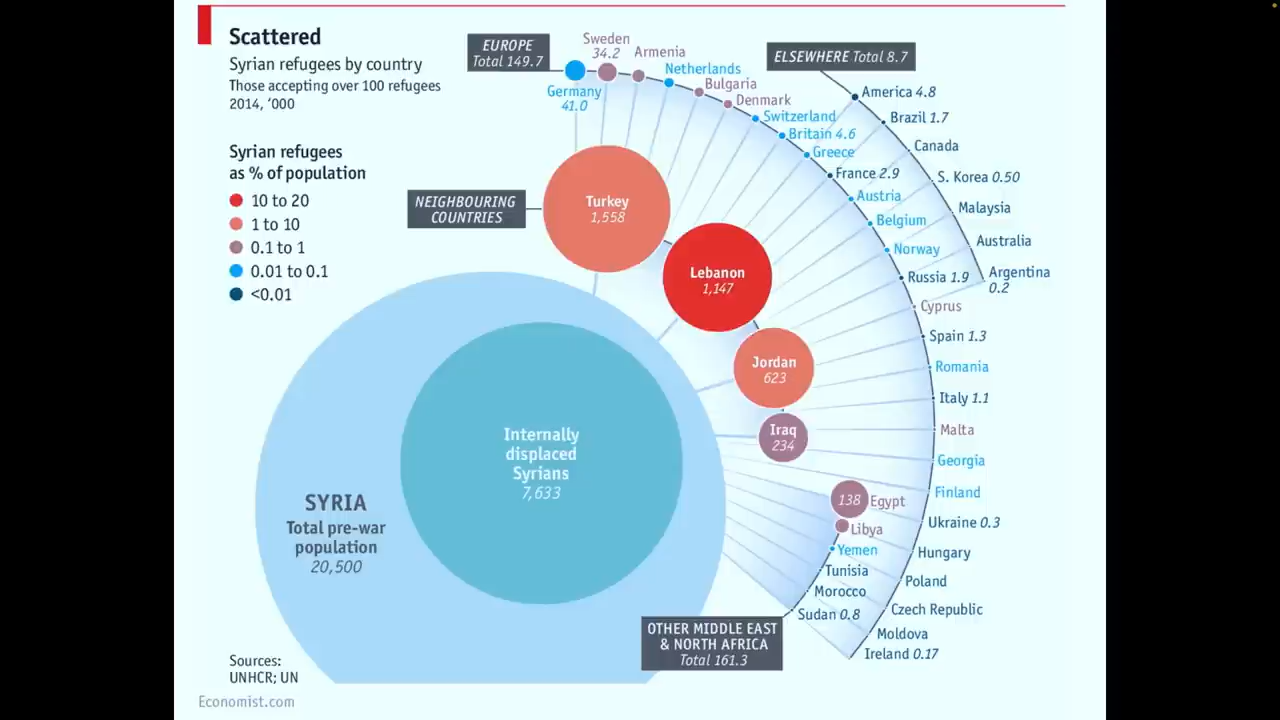 Scattered
Syrian refugees by country
Those accepting over 100 refugees
2014, ’000
Syrian refugees
as % of population
10 to 20
1 to 10
0.1 to 1
0.01 to 0.1
<0.01
EUROPE
Total 149.7
Germany
41.0
Sweden
34.2
Armenia
Netherlands
Bulgaria
Denmark
Switzerland
Britain 4.6
Greece
France 2.9
Austria
Belgium
Norway
Russia 1.9
Cyprus
Spain 1.3
Romania
Italy 1.1
Malta
Georgia
Finland
Ukraine 0.3
Hungary
Poland
Czech Republic
Moldova
Ireland 0.17
ELSEWHERE Total 8.7
America 4.8
Brazil 1.7
Canada
S. Korea 0.50
Malaysia
Australia
Argentina
0.2
NEIGHBOURING
COUNTRIES
Turkey
1,558
Lebanon
1,147
Jordan
623
Iraq
234
138 Egypt
Libya
Yemen
Tunisia
Morocco
Sudan 0.8
OTHER MIDDLE EAST
& NORTH AFRICA
Total 161.3
Internally
displaced
Syrians
7,633
SYRIA
Total pre-war
population
20,500
Sources:
UNHCR; UN
Economist.com